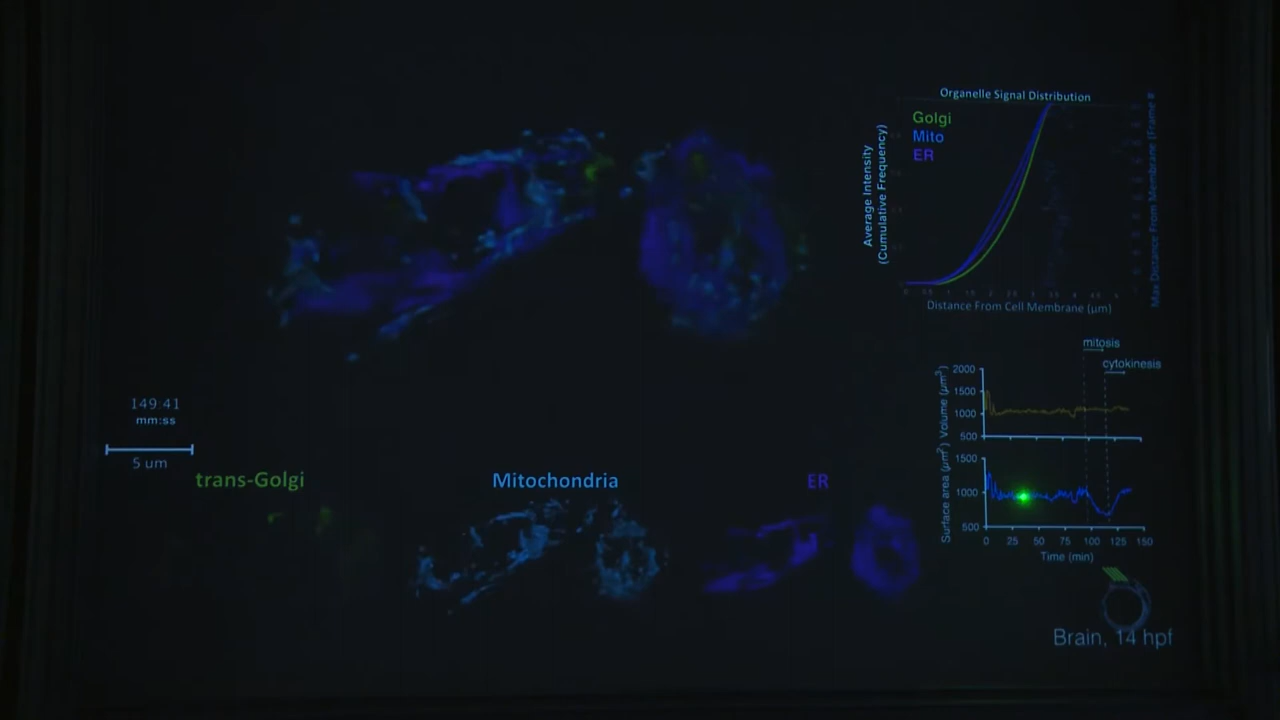 Organelle Signal Distribution
Golgi
Mito
ER
Average Intensity
(Cumulative Frequency)
Max Distance From Membrane (Frame #
Distance From Cell Membrane (µm)
149:41
mm:ss
5 um
trans-Golgi
Mitochondria
ER
mitosis
cytokinesis
Volume (µm³)
2000
1500
1000
500
Surface area (µm²)
1500
1000
500
0 25 50 75 100 125 150
Time (min)
Brain, 14 hpf